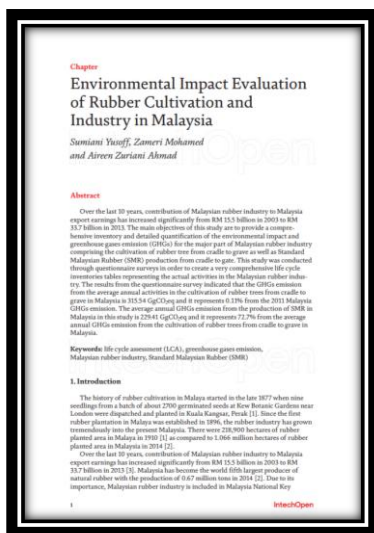 Chapter
Environmental Impact Evaluation
of Rubber Cultivation and
Industry in Malaysia
Sumiani Yusoff, Zameri Mohamed
and Aireen Zuriani Ahmad
Abstract
Over the last 10 years, contribution of Malaysian rubber industry to Malaysia
export earnings has increased significantly from RM 15.5 billion in 2003 to RM
33.7 billion in 2013. The main objectives of this study are to provide a compre-
hensive inventory and detailed quantification of the environmental impact and
greenhouse gases emission (GHGs) for the major part of Malaysian rubber industry
comprising the cultivation of rubber trees from cradle to grave as well as Standard
Malaysian Rubber (SMR) production from cradle to gate. This study was conducted
through questionnaire surveys in order to create a very comprehensive life cycle
inventories tables representing the actual activities in the Malaysian rubber indus-
try. The results from the questionnaire survey indicated that the GHGs emission
from the average annual activities in the cultivation of rubber trees from cradle to
grave in Malaysia is 315.54 GgCO₂eq and it represents 0.13% from the 2011 Malaysia
GHGs emission. The average annual GHGs emission from the production of SMR in
Malaysia in this study is 229.41 GgCO₂eq and it represents 72.7% from the average
annual GHGs emission from the cultivation of rubber trees from cradle to grave in
Malaysia.
Keywords: life cycle assessment (LCA), greenhouse gases emission,
Malaysian rubber industry, Standard Malaysian Rubber (SMR)
1. Introduction
The history of rubber cultivation in Malaya started in the late 1877 when nine
seedlings from a batch of about 2700 germinated seeds at Kew Botanic Gardens near
London were dispatched and planted in Kuala Kangsar, Perak [1]. Since the first
rubber plantation in Malaya was established in 1896, the rubber industry has grown
tremendously into the present Malaysia. There were 218,900 hectares of rubber
planted area in Malaya in 1910 [1] as compared to 1.066 million hectares of rubber
planted area in Malaysia in 2014 [2].
Over the last 10 years, contribution of Malaysian rubber industry to Malaysia
export earnings has increased significantly from RM 15.5 billion in 2003 to RM
33.7 billion in 2013 [3]. Malaysia has become the world fifth largest producer of
natural rubber with the production of 0.67 million tons in 2014 [2]. Due to its
importance, Malaysian rubber industry is included in Malaysia National Key
1
IntechOpen